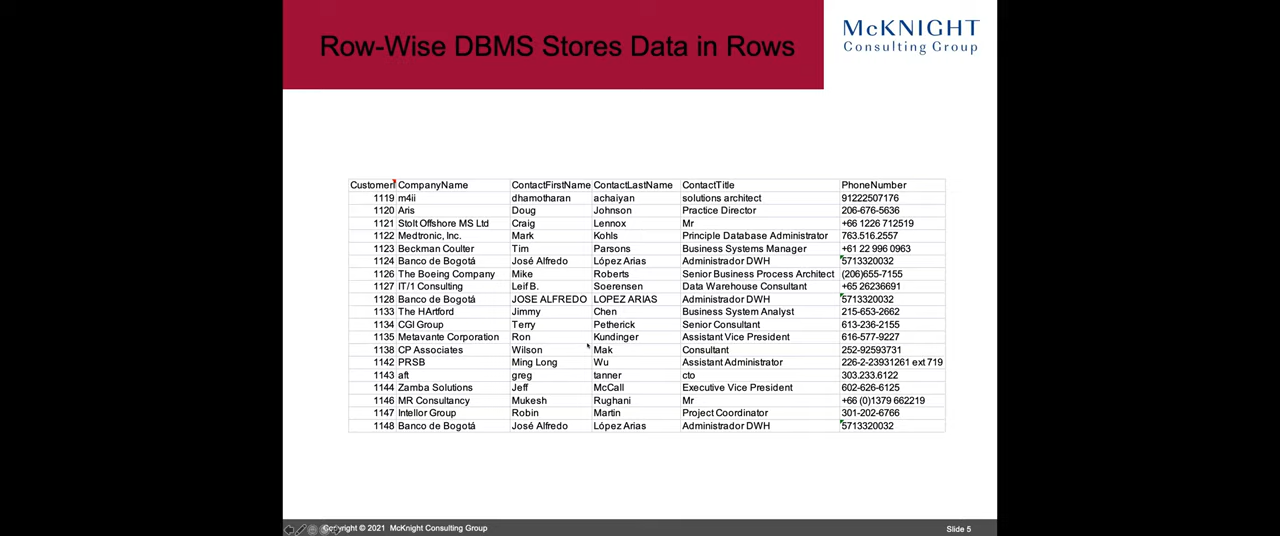 Row-Wise DBMS Stores Data in Rows
McKNIGHT
Consulting Group
Customer CompanyName ContactFirstName ContactLastName ContactTitle PhoneNumber
1119 m4ii dhamotharan achaiyan solutions architect 91222507176
1120 Aris Doug Johnson Practice Director 206-676-5636
1121 Stolt Offshore MS Ltd Craig Lennox Mr +66 1226 712519
1122 Medtronic, Inc. Mark Kohls Principle Database Administrator 763.516.2557
1123 Beckman Coulter Tim Parsons Business Systems Manager +61 22 996 0963
1124 Banco de Bogotá José Alfredo López Arias Administrador DWH 5713320032
1126 The Boeing Company Mike Roberts Senior Business Process Architect (206)655-7155
1127 IT/1 Consulting Leif B. Soerensen Data Warehouse Consultant +65 26236691
1128 Banco de Bogotá JOSE ALFREDO LOPEZ ARIAS Administrador DWH 5713320032
1133 The HArtford Jimmy Chen Business System Analyst 215-653-2662
1134 CGI Group Terry Petherick Senior Consultant 613-236-2155
1135 Metavante Corporation Ron Kundinger Assistant Vice President 616-577-9227
1138 CP Associates Wilson Mak Consultant 252-92593731
1142 PRSB Ming Long Wu Assistant Administrator 226-2-23931261 ext 719
1143 aft greg tanner cto 303.233.6122
1144 Zamba Solutions Jeff McCall Executive Vice President 602-626-6125
1146 MR Consultancy Mukesh Rughani Mr +66 (0)1379 662219
1147 Intellor Group Robin Martin Project Coordinator 301-202-6766
1148 Banco de Bogotá José Alfredo López Arias Administrador DWH 5713320032
Copyright © 2021 McKnight Consulting Group
Slide 5